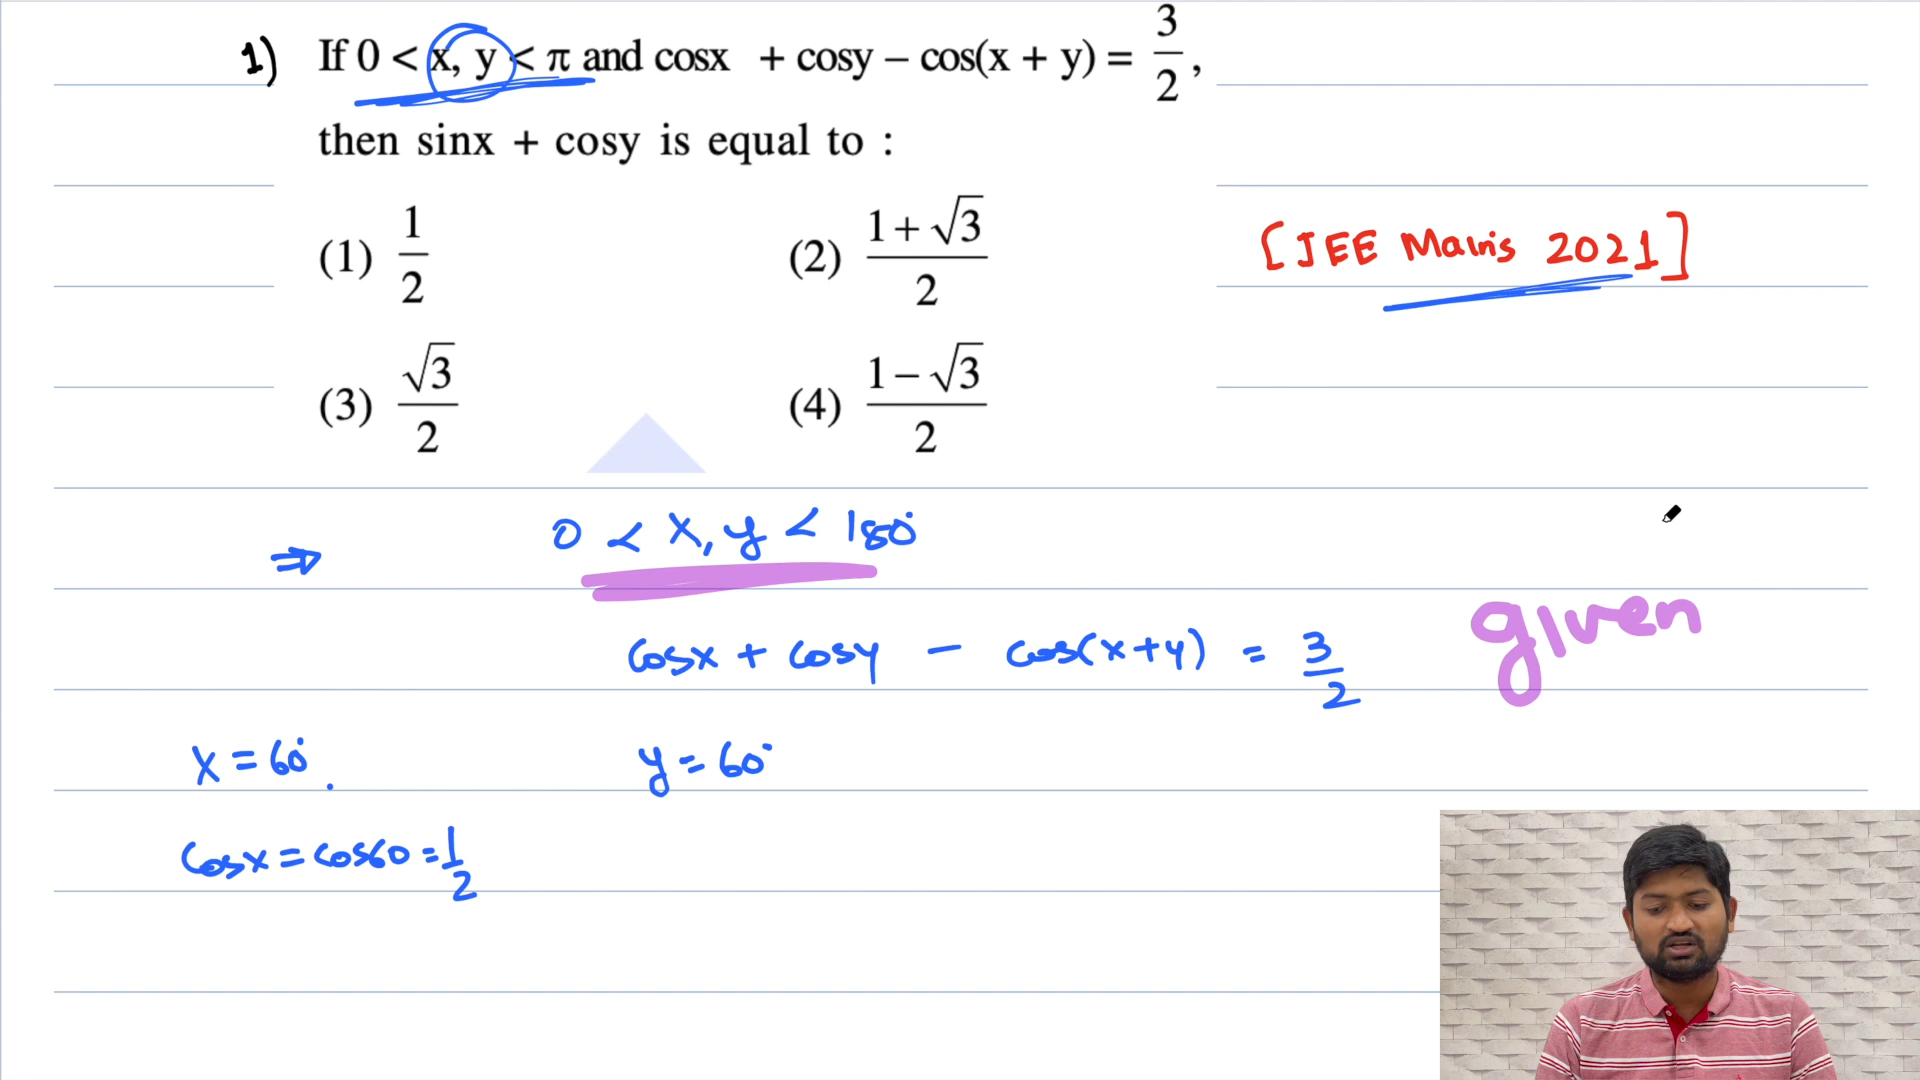 1) If 0 < x, y < π and cosx + cosy – cos(x + y) = 3/2,
then sinx + cosy is equal to :
(1) 1/2 (2) (1+√3)/2
[JEE Mains 2021]
(3) √3/2 (4) (1−√3)/2
⇒ 0 < x, y < 180°
cosx + cosy − cos(x+y) = 3/2 given
x = 60°. y = 60°
cosx = cos60 = 1/2